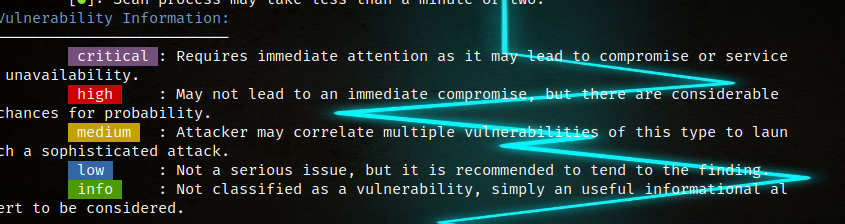 [●]: Scan process may take less than a minute or two.
Vulnerability Information:
critical : Requires immediate attention as it may lead to compromise or service
unavailability.
high : May not lead to an immediate compromise, but there are considerable
chances for probability.
medium : Attacker may correlate multiple vulnerabilities of this type to laun
ch a sophisticated attack.
low : Not a serious issue, but it is recommended to tend to the finding.
info : Not classified as a vulnerability, simply an useful informational al
ert to be considered.